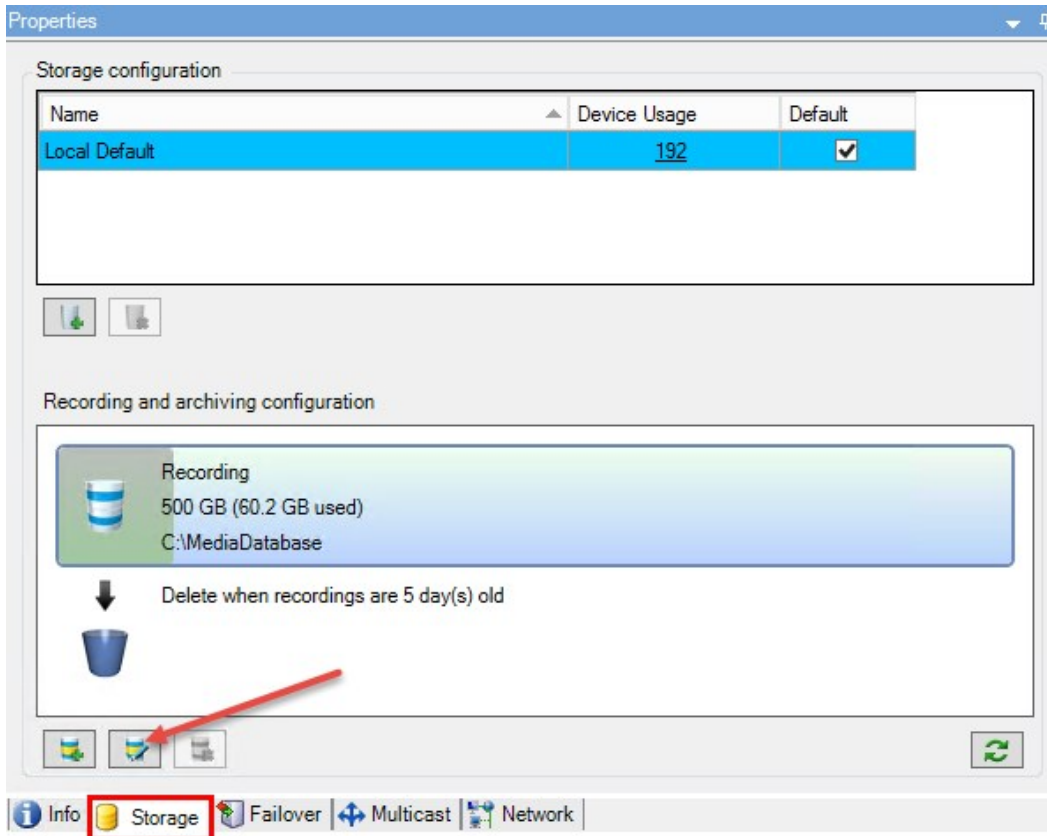 Properties
Storage configuration
Name Device Usage Default
Local Default 192
Recording and archiving configuration
Recording
500 GB (60.2 GB used)
C:\MediaDatabase
Delete when recordings are 5 day(s) old
Info Storage Failover Multicast Network